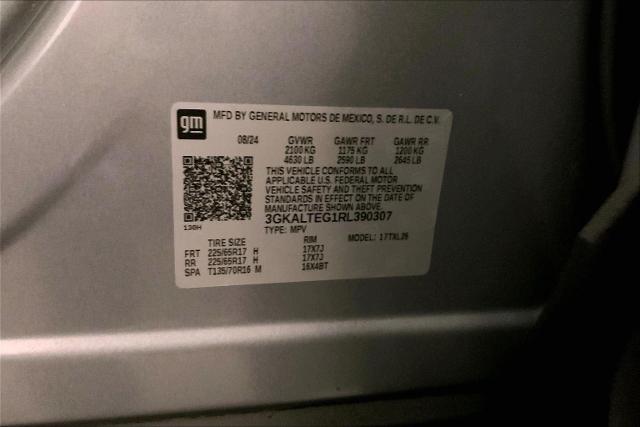 gm MFD BY GENERAL MOTORS DE MEXICO, S. DE R.L. DE C.V.
08/24 GVWR GAWR FRT GAWR RR
2100 KG 1175 KG 1200 KG
4630 LB 2590 LB 2645 LB
THIS VEHICLE CONFORMS TO ALL
APPLICABLE U.S. FEDERAL MOTOR
VEHICLE SAFETY AND THEFT PREVENTION
STANDARDS IN EFFECT ON THE DATE OF
MANUFACTURE SHOWN ABOVE.
3GKALTEG1RL390307
130H
TYPE: MPV MODEL: 17TXL26
TIRE SIZE RIM
FRT 225/65R17 H 17X7J
RR 225/65R17 H 17X7J
SPA T135/70R16 M 16X4BT